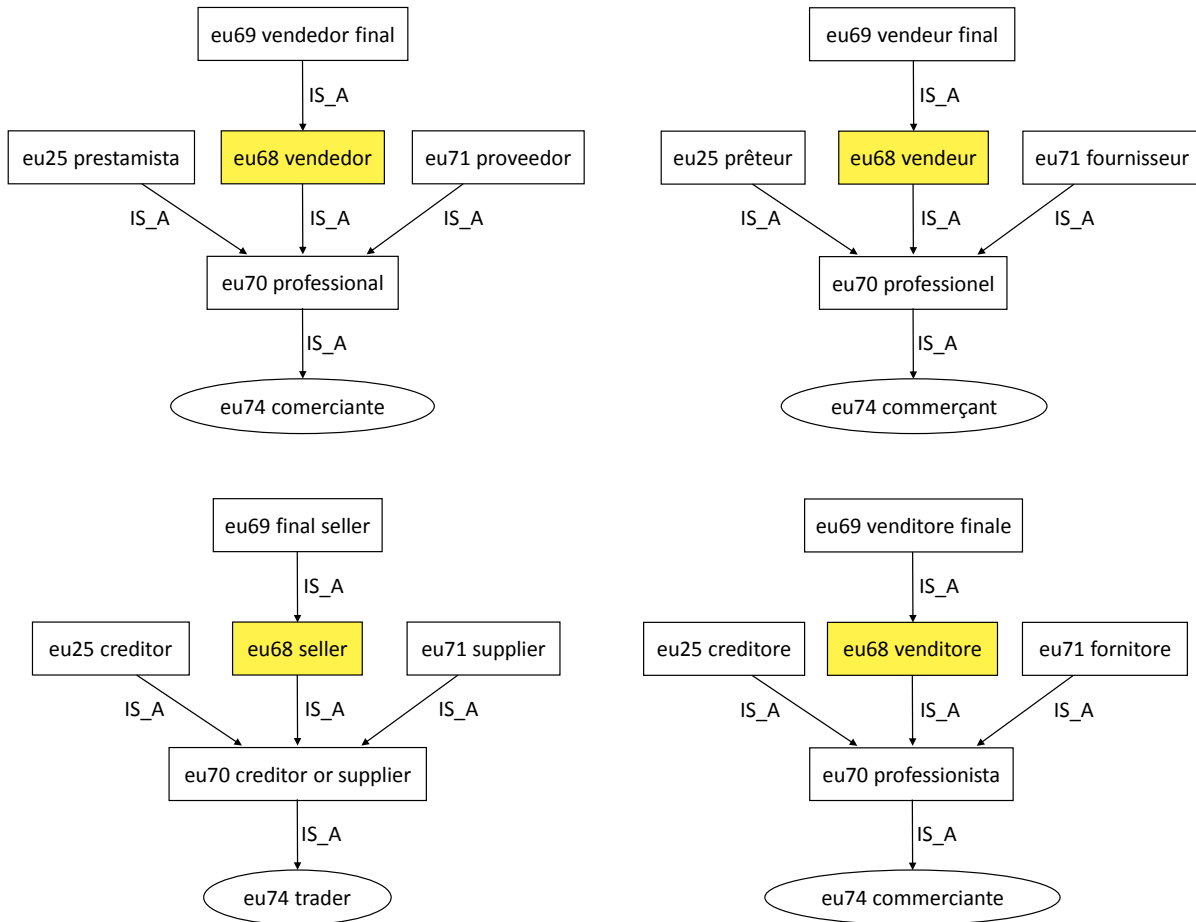 eu69 vendedor final
IS_A
eu25 prestamista
eu68 vendedor
eu71 proveedor
IS_A
IS_A
IS_A
eu70 professional
IS_A
eu74 comerciante
eu69 vendeur final
IS_A
eu25 prêteur
eu68 vendeur
eu71 fournisseur
IS_A
IS_A
IS_A
eu70 professionel
IS_A
eu74 commerçant
eu69 final seller
IS_A
eu25 creditor
eu68 seller
eu71 supplier
IS_A
IS_A
IS_A
eu70 creditor or supplier
IS_A
eu74 trader
eu69 venditore finale
IS_A
eu25 creditore
eu68 venditore
eu71 fornitore
IS_A
IS_A
IS_A
eu70 professionista
IS_A
eu74 commerciante